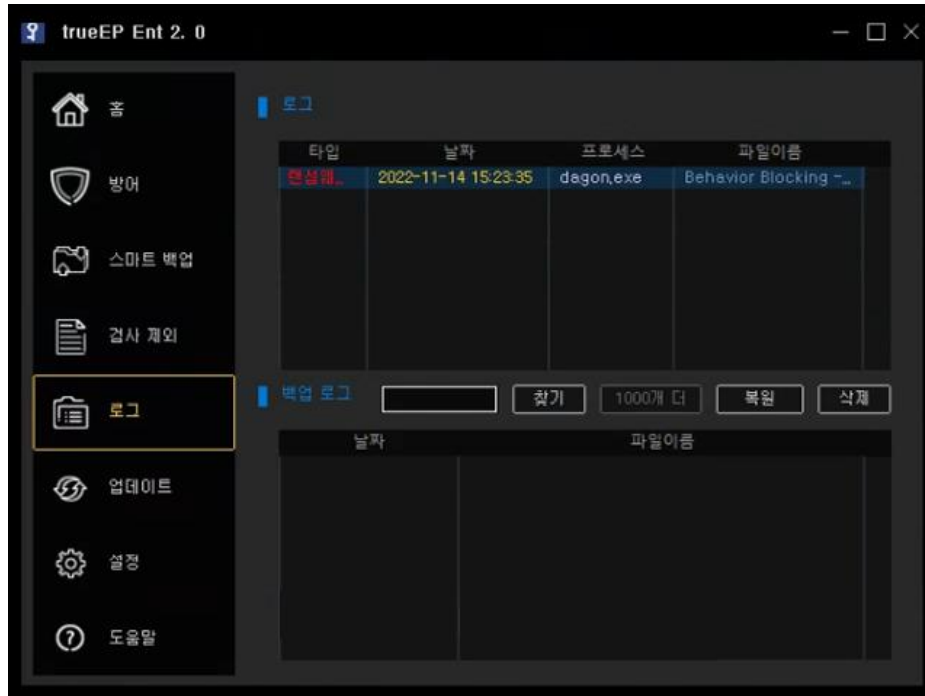 trueEP Ent 2. 0
홈
방어
스마트 백업
검사 제외
로그
업데이트
설정
도움말
로그
타입 날짜 프로세스 파일이름
랜섬웨... 2022-11-14 15:23:35 dagon.exe Behavior Blocking -...
백업 로그 찾기 1000개 더 복원 삭제
날짜 파일이름